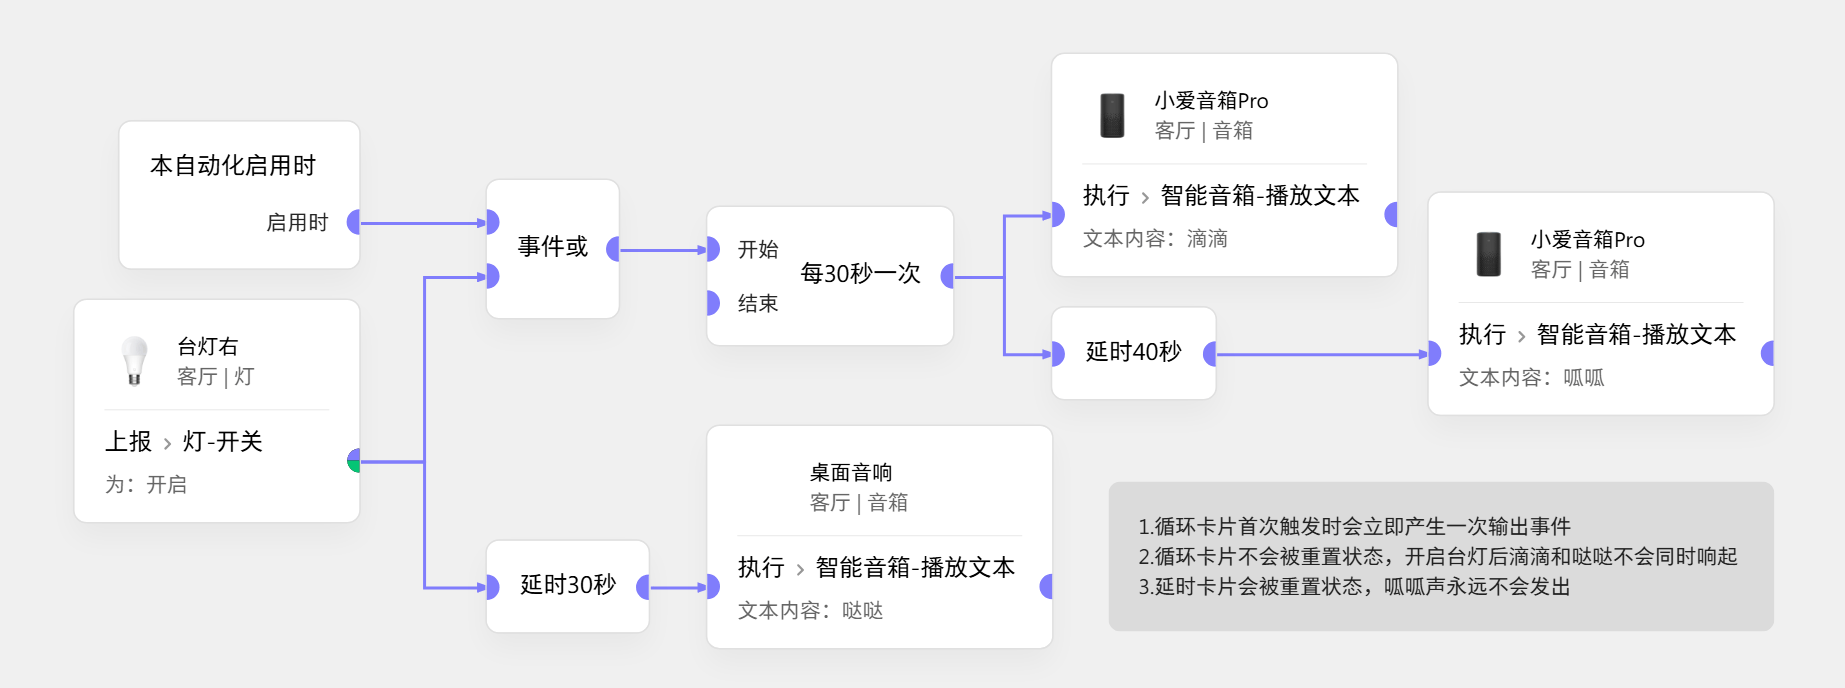 本自动化启用时
启用时
台灯右
客厅 | 灯
上报 › 灯-开关
为：开启
事件或
开始
每30秒一次
结束
小爱音箱Pro
客厅 | 音箱
执行 › 智能音箱-播放文本
文本内容：滴滴
延时40秒
小爱音箱Pro
客厅 | 音箱
执行 › 智能音箱-播放文本
文本内容：呱呱
延时30秒
桌面音响
客厅 | 音箱
执行 › 智能音箱-播放文本
文本内容：哒哒
1.循环卡片首次触发时会立即产生一次输出事件
2.循环卡片不会被重置状态，开启台灯后滴滴和哒哒不会同时响起
3.延时卡片会被重置状态，呱呱声永远不会发出